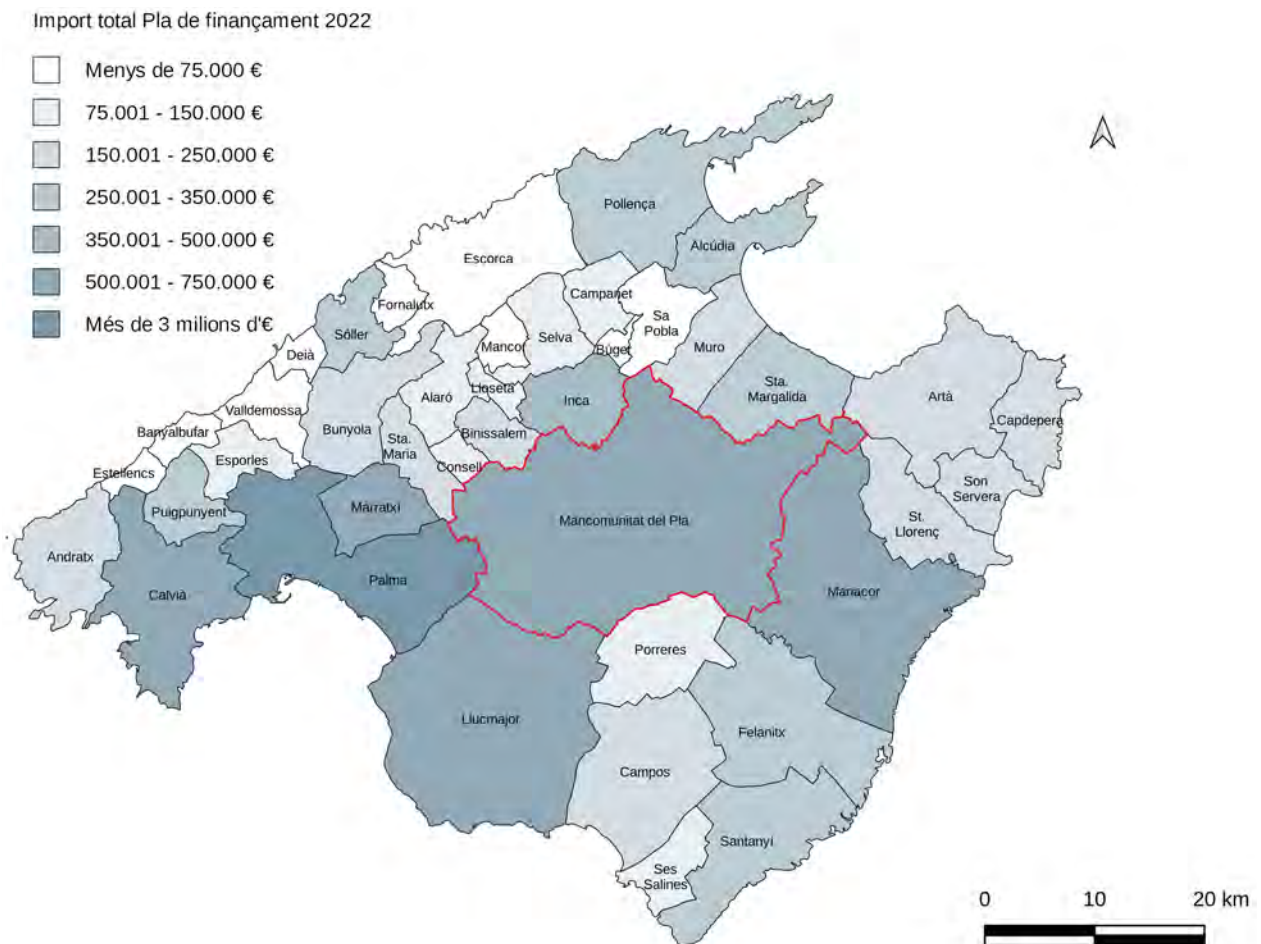 Import total Pla de finançament 2022
Menys de 75.000 €
75.001 - 150.000 €
150.001 - 250.000 €
250.001 - 350.000 €
350.001 - 500.000 €
500.001 - 750.000 €
Més de 3 milions d'€
Pollença
Alcúdia
Escorca
Fornalutx
Campanet
Sa
Pobla
Sóller
Mancor
Selva
Búger
Muro
Deià
Lloseta
Sta.
Margalida
Artà
Capdepera
Alaró
Inca
Valldemossa
Bunyola
Binissalem
Banyalbufar
Sta.
Maria
Esporles
Consell
Estellencs
Son
Servera
Puigpunyent
Marratxí
Mancomunitat del Pla
St.
Llorenç
Andratx
Palma
Calvià
Manacor
Porreres
Llucmajor
Felanitx
Campos
Santanyí
Ses
Salines
0 10 20 km